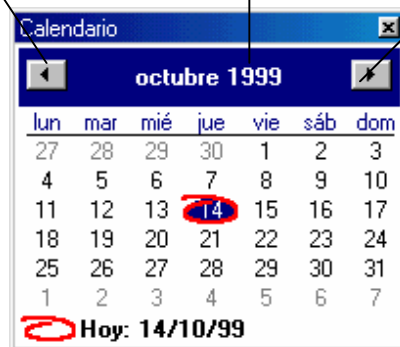 Calendario
octubre 1999
lun mar mié jue vie sáb dom
27 28 29 30 1 2 3
4 5 6 7 8 9 10
11 12 13 14 15 16 17
18 19 20 21 22 23 24
25 26 27 28 29 30 31
1 2 3 4 5 6 7
Hoy: 14/10/99